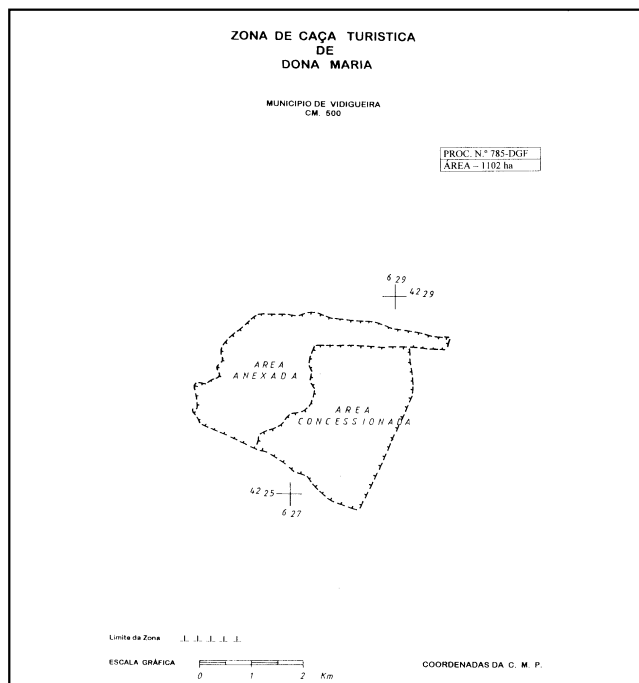 ZONA DE CAÇA TURISTICA
DE
DONA MARIA
MUNICIPIO DE VIDIGUEIRA
CM. 500
PROC. N.º 785-DGF
ÁREA – 1102 ha
6 29
42 29
AREA
ANEXADA
AREA
CONCESSIONADA
42 25
6 27
Limite da Zona
ESCALA GRÁFICA
0 1 2 Km
COORDENADAS DA C. M. P.